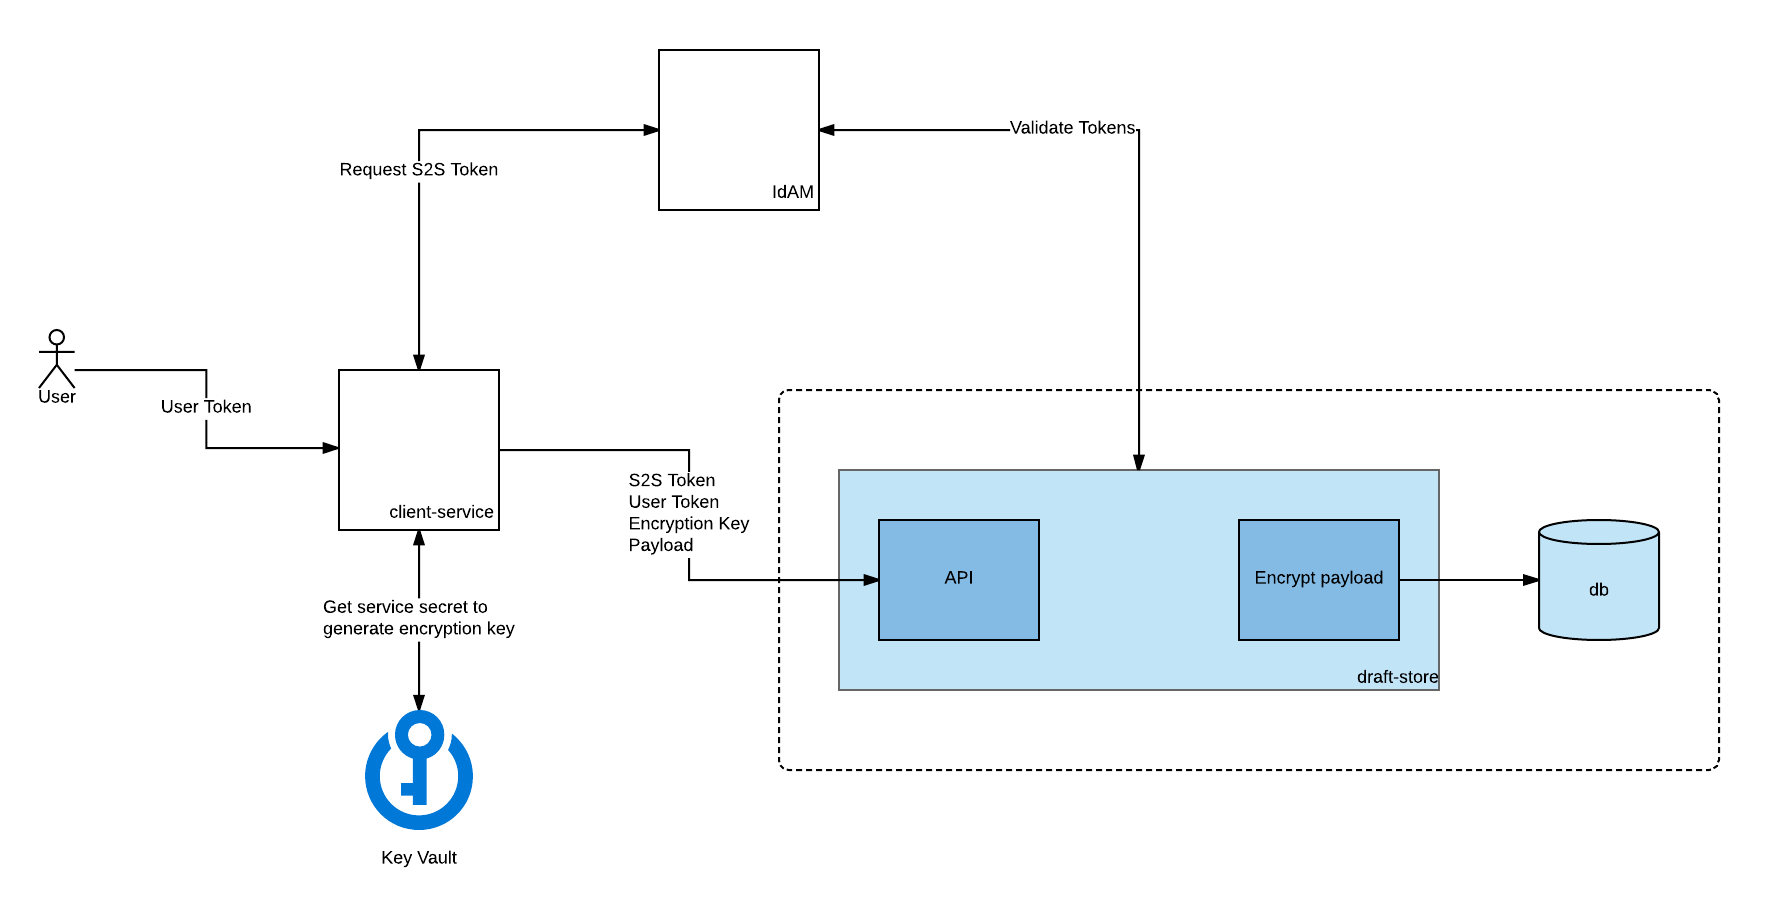 IdAM
Validate Tokens
Request S2S Token
User
User Token
client-service
S2S Token
User Token
Encryption Key
Payload
API
Encrypt payload
db
draft-store
Get service secret to
generate encryption key
Key Vault